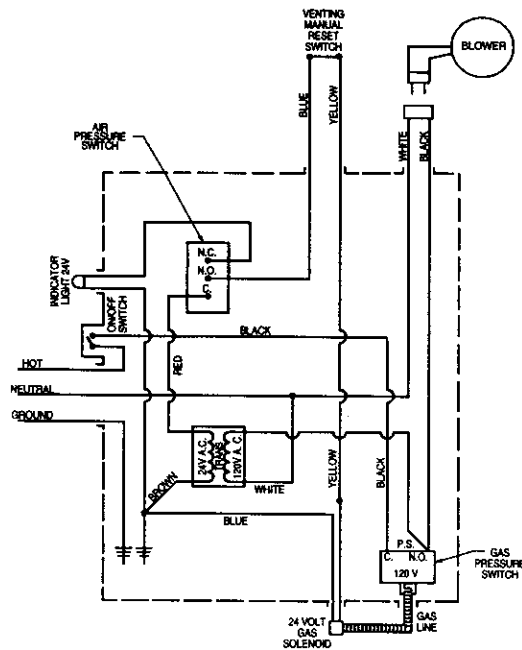 VENTING
MANUAL
RESET
SWITCH
BLOWER
BLUE
YELLOW
AIR
PRESSURE
SWITCH
WHITE
BLACK
N.C.
N.O.
C.
INDICATOR
LIGHT 24V
ON/OFF
SWITCH
BLACK
HOT
RED
NEUTRAL
GROUND
24V A.C.
TRANS
120V A.C.
BROWN
WHITE
YELLOW
BLACK
BLUE
P.S.
C. N.O.
120 V
GAS
PRESSURE
SWITCH
24 VOLT
GAS
SOLENOID
GAS
LINE